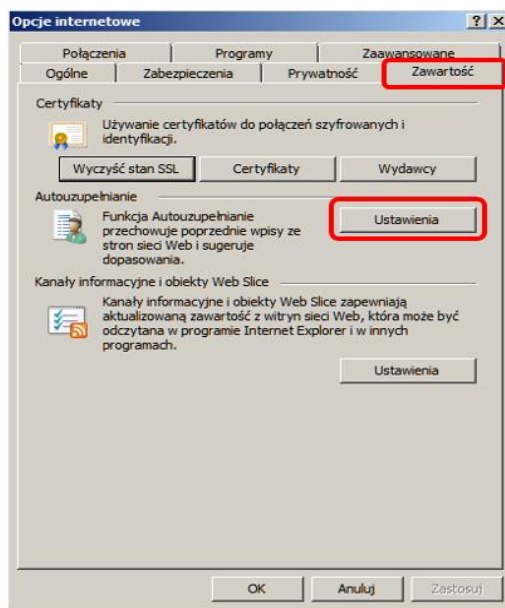 Opcje internetowe
Połączenia Programy Zaawansowane
Ogólne Zabezpieczenia Prywatność Zawartość
Certyfikaty
Używanie certyfikatów do połączeń szyfrowanych i
identyfikacji.
Wyczyść stan SSL Certyfikaty Wydawcy
Autouzupełnianie
Funkcja Autouzupełnianie
przechowuje poprzednie wpisy ze
stron sieci Web i sugeruje
dopasowania.
Ustawienia
Kanały informacyjne i obiekty Web Slice
Kanały informacyjne i obiekty Web Slice zapewniają
aktualizowaną zawartość z witryn sieci Web, która może być
odczytana w programie Internet Explorer i w innych
programach.
Ustawienia
OK Anuluj Zastosuj